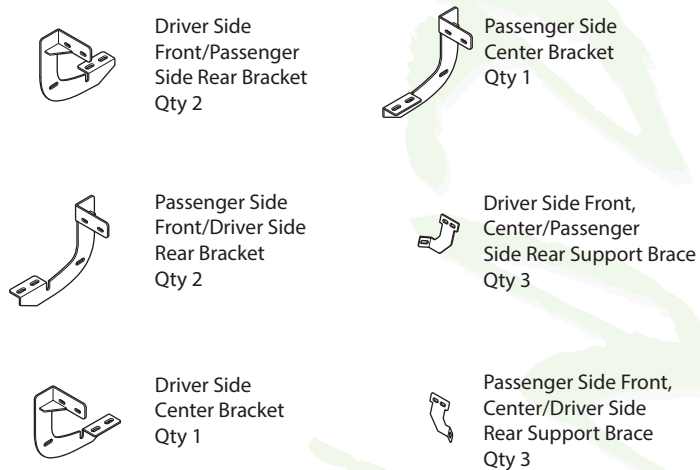 Driver Side
Front/Passenger
Side Rear Bracket
Qty 2
Passenger Side
Center Bracket
Qty 1
Passenger Side
Front/Driver Side
Rear Bracket
Qty 2
Driver Side Front,
Center/Passenger
Side Rear Support Brace
Qty 3
Driver Side
Center Bracket
Qty 1
Passenger Side Front,
Center/Driver Side
Rear Support Brace
Qty 3